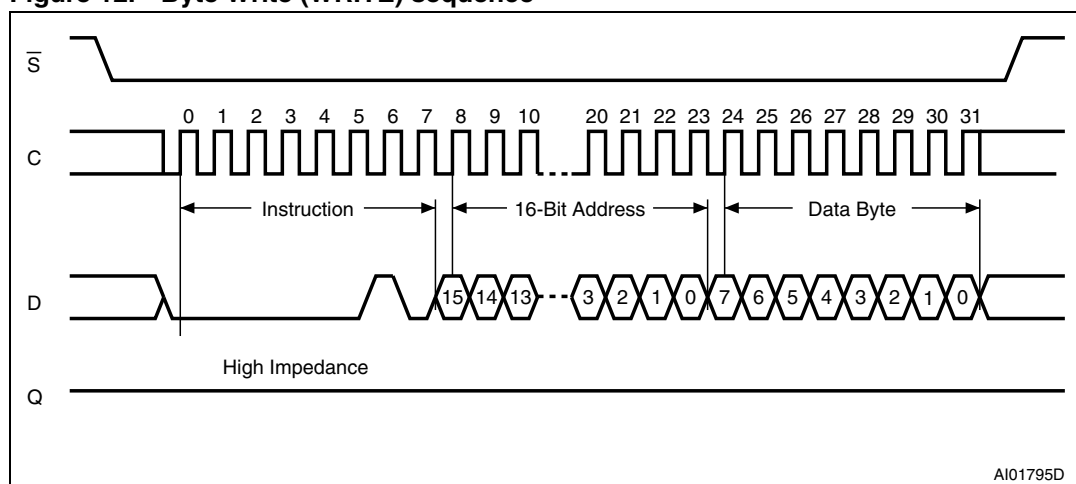 Figure 12. Byte Write (WRITE) sequence
S
0 1 2 3 4 5 6 7 8 9 10 20 21 22 23 24 25 26 27 28 29 30 31
C
Instruction 16-Bit Address Data Byte
D 15 14 13 3 2 1 0 7 6 5 4 3 2 1 0
High Impedance
Q
AI01795D